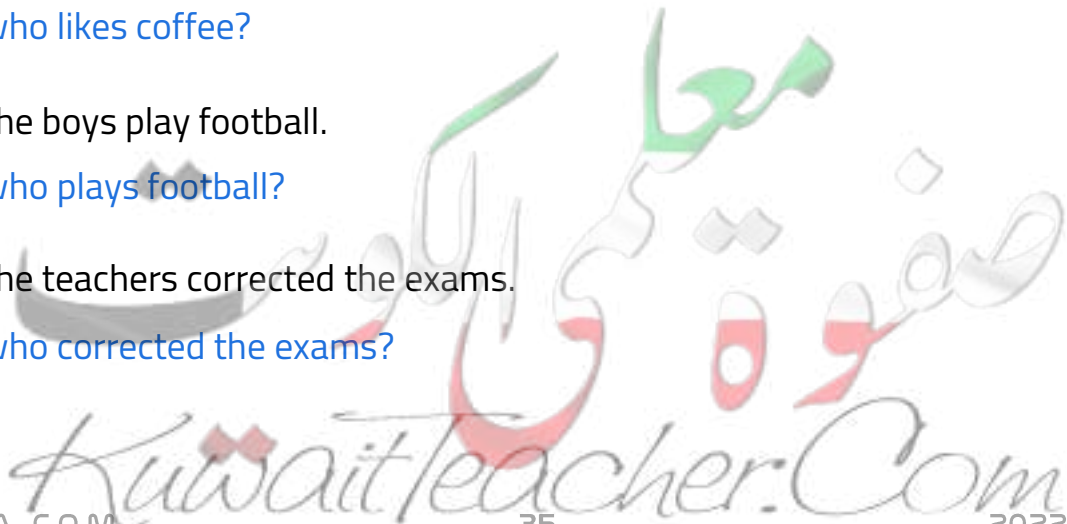 who likes coffee?
he boys play football.
who plays football?
he teachers corrected the exams.
who corrected the exams?
صفوة معلمى الكويت
KuwaitTeacher.Com
35